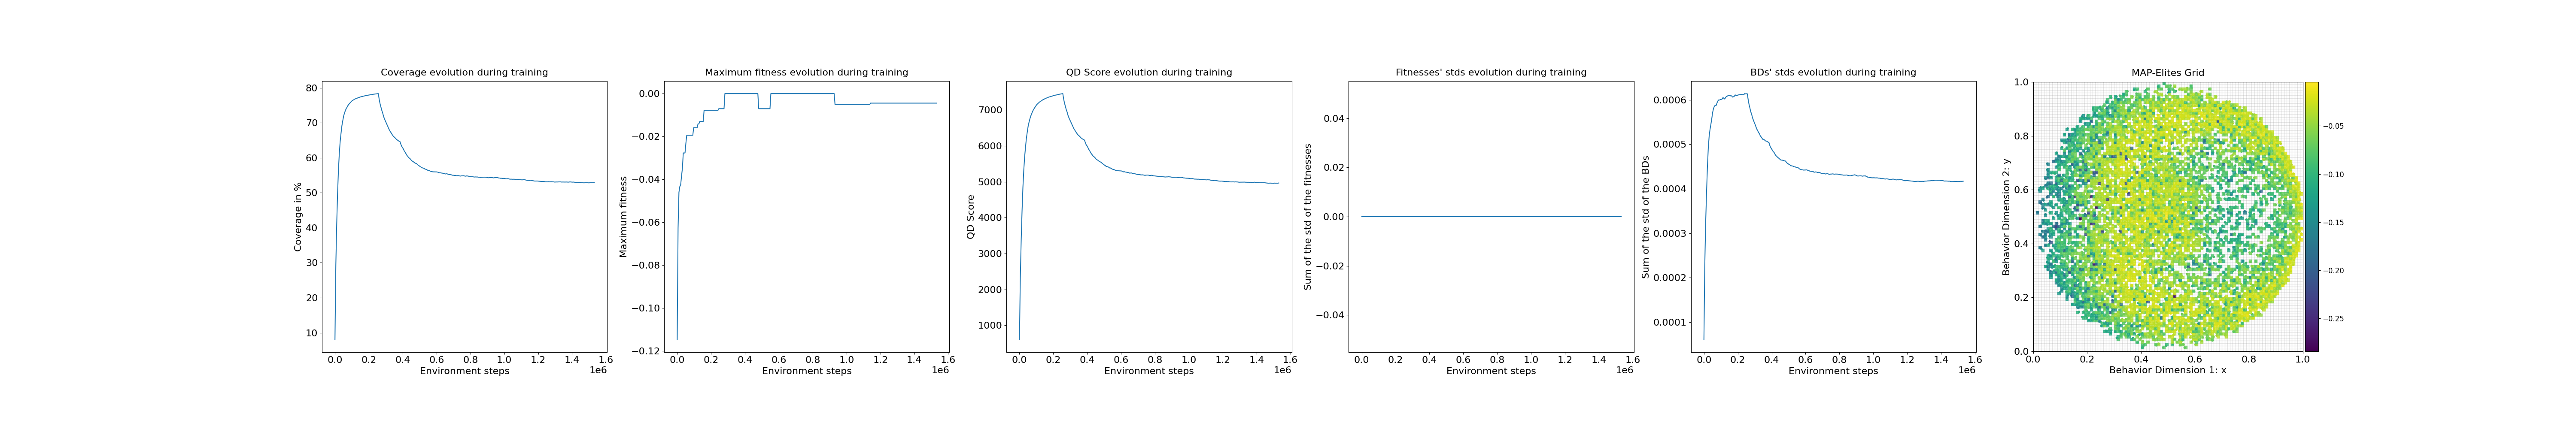 Coverage evolution during training
80
70
60
50
40
30
20
10
Coverage in %
0.0 0.2 0.4 0.6 0.8 1.0 1.2 1.4 1.6
1e6
Environment steps
Maximum fitness evolution during training
0.00
−0.02
−0.04
−0.06
−0.08
−0.10
−0.12
Maximum fitness
0.0 0.2 0.4 0.6 0.8 1.0 1.2 1.4 1.6
1e6
Environment steps
QD Score evolution during training
7000
6000
5000
4000
3000
2000
1000
QD Score
0.0 0.2 0.4 0.6 0.8 1.0 1.2 1.4 1.6
1e6
Environment steps
Fitnesses' stds evolution during training
0.04
0.02
0.00
−0.02
−0.04
Sum of the std of the fitnesses
0.0 0.2 0.4 0.6 0.8 1.0 1.2 1.4 1.6
1e6
Environment steps
BDs' stds evolution during training
0.0006
0.0005
0.0004
0.0003
0.0002
0.0001
Sum of the std of the BDs
0.0 0.2 0.4 0.6 0.8 1.0 1.2 1.4 1.6
1e6
Environment steps
MAP-Elites Grid
1.0
0.8
0.6
0.4
0.2
0.0
Behavior Dimension 2: y
0.0 0.2 0.4 0.6 0.8 1.0
Behavior Dimension 1: x
−0.05
−0.10
−0.15
−0.20
−0.25